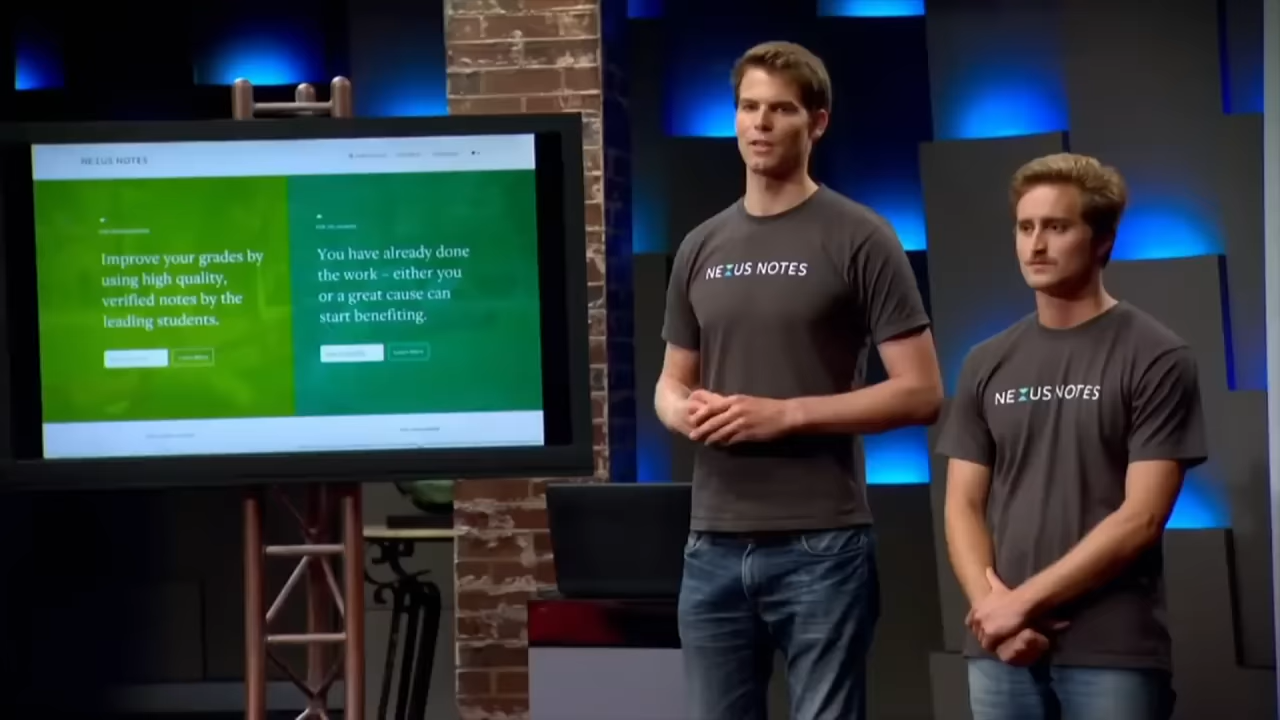 NEXUS NOTES
Improve your grades by
using high quality,
verified notes by the
leading students.
You have already done
the work – either you
or a great cause can
start benefiting.
NEXUS NOTES
NEXUS NOTES